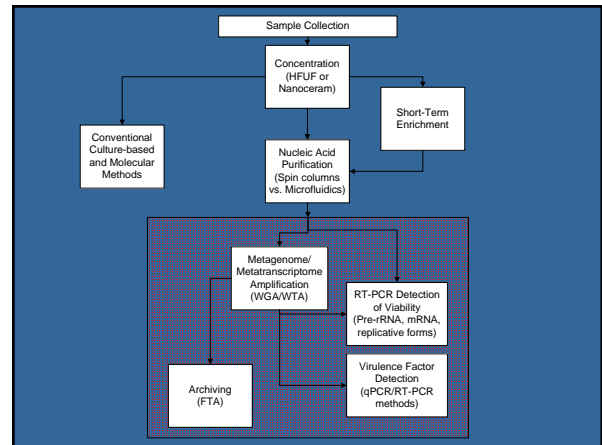 Sample Collection
Concentration
(HFUF or
Nanoceram)
Short-Term
Enrichment
Conventional
Culture-based
and Molecular
Methods
Nucleic Acid
Purification
(Spin columns
vs. Microfluidics)
Metagenome/
Metatranscriptome
Amplification
(WGA/WTA)
RT-PCR Detection
of Viability
(Pre-rRNA, mRNA,
replicative forms)
Archiving
(FTA)
Virulence Factor
Detection
(qPCR/RT-PCR
methods)